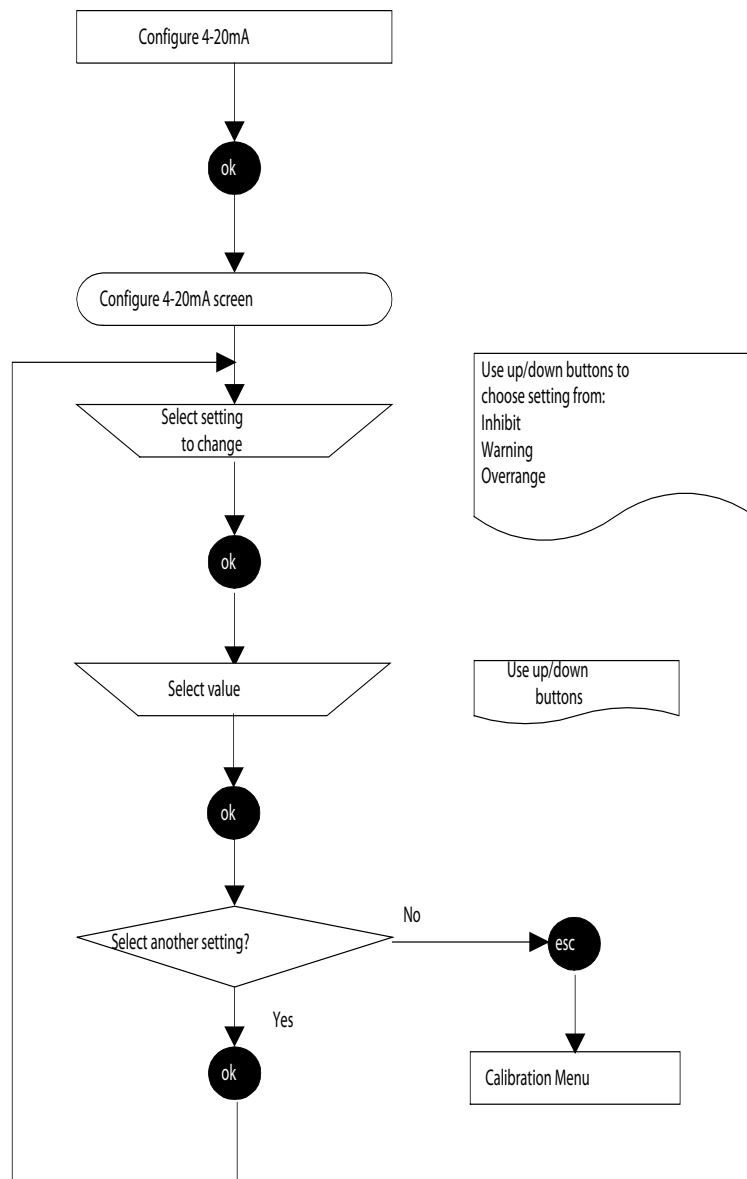 Configure 4-20mA
ok
Configure 4-20mA screen
Select setting
to change
Use up/down buttons to
choose setting from:
Inhibit
Warning
Overrange
ok
Select value
Use up/down
buttons
ok
Select another setting?
No
esc
Yes
ok
Calibration Menu